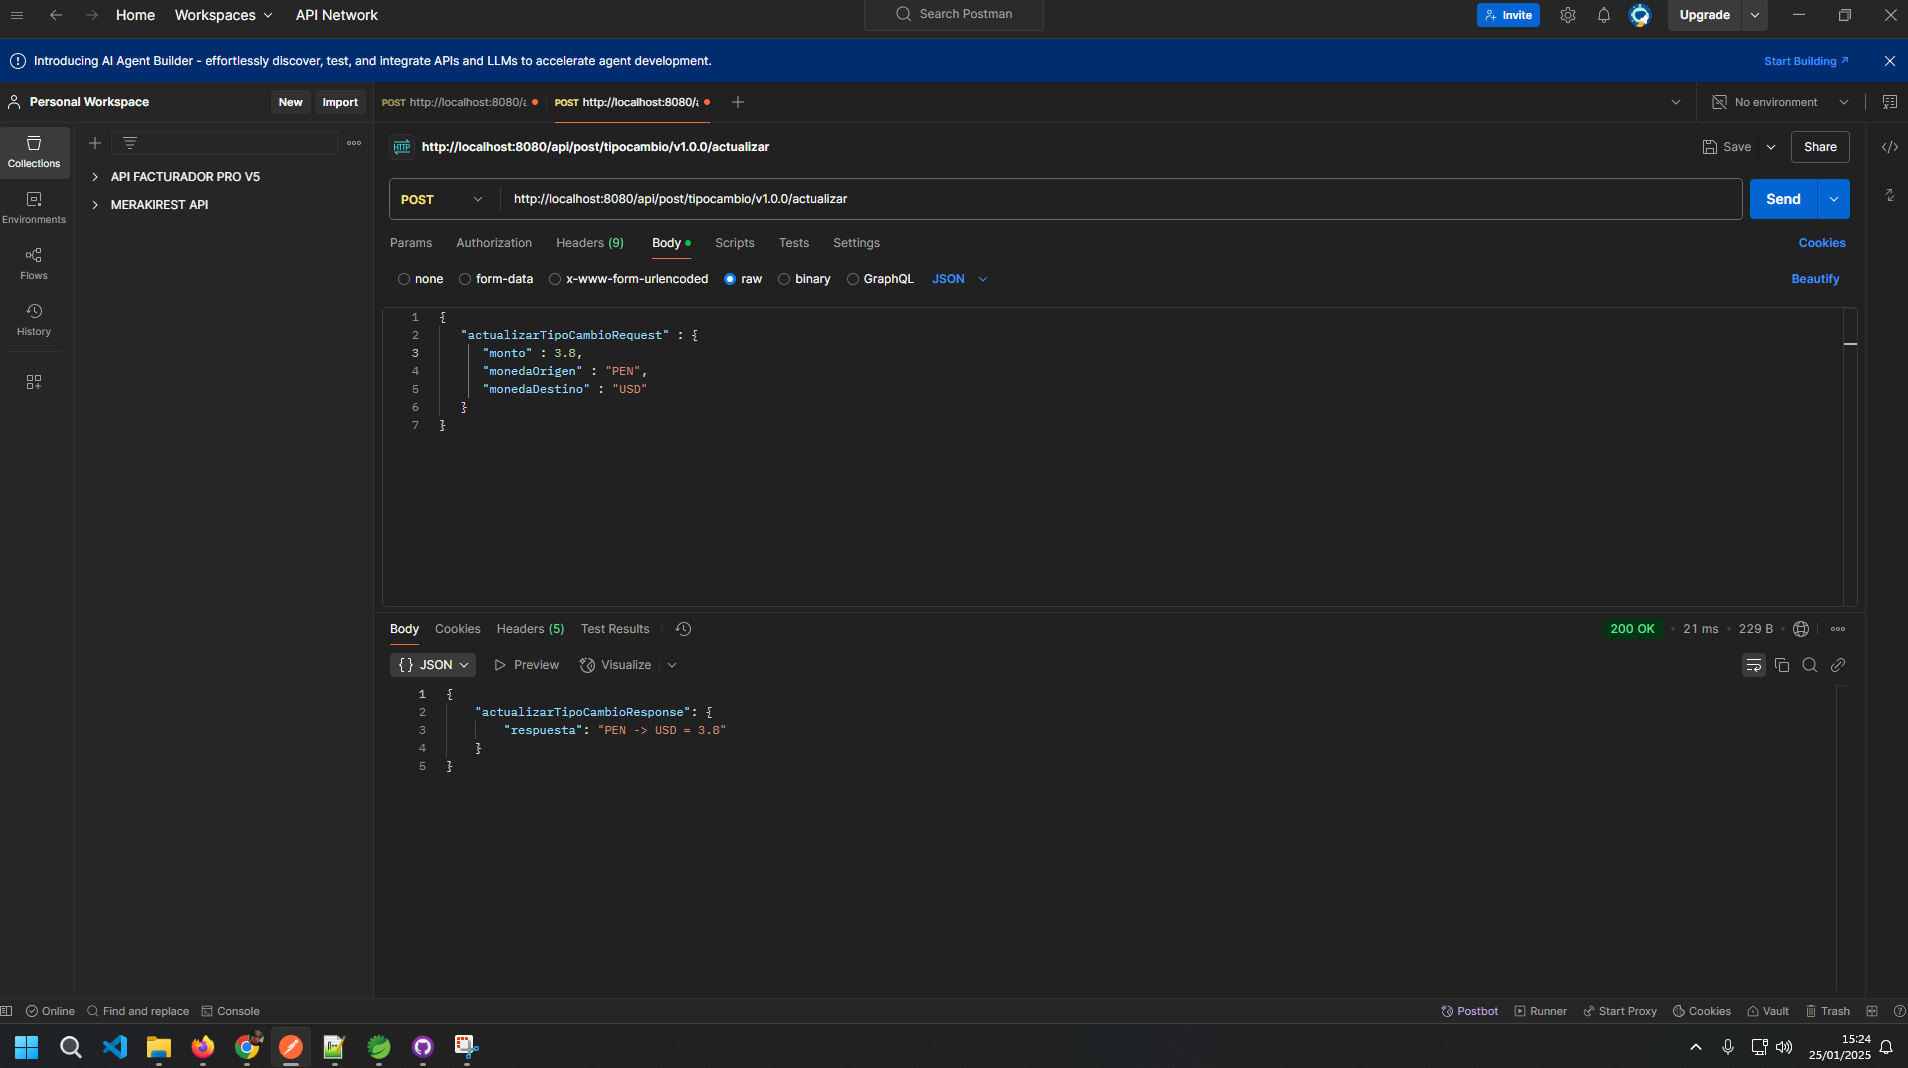 Home Workspaces API Network Search Postman Invite Upgrade
Introducing AI Agent Builder - effortlessly discover, test, and integrate APIs and LLMs to accelerate agent development. Start Building
Personal Workspace New Import POST http://localhost:8080/ POST http://localhost:8080/ No environment
Collections
Environments
Flows
History
API FACTURADOR PRO V5
MERAKIREST API
HTTP http://localhost:8080/api/post/tipocambio/v1.0.0/actualizar Save Share
POST http://localhost:8080/api/post/tipocambio/v1.0.0/actualizar Send
Params Authorization Headers (9) Body Scripts Tests Settings Cookies
none form-data x-www-form-urlencoded raw binary GraphQL JSON Beautify
1 {
2 "actualizarTipoCambioRequest" : {
3 "monto" : 3.8,
4 "monedaOrigen" : "PEN",
5 "monedaDestino" : "USD"
6 }
7 }
Body Cookies Headers (5) Test Results 200 OK 21 ms 229 B
{} JSON Preview Visualize
1 {
2 "actualizarTipoCambioResponse": {
3 "respuesta": "PEN -> USD = 3.8"
4 }
5 }
Online Find and replace Console Postbot Runner Start Proxy Cookies Vault Trash
15:24
25/01/2025